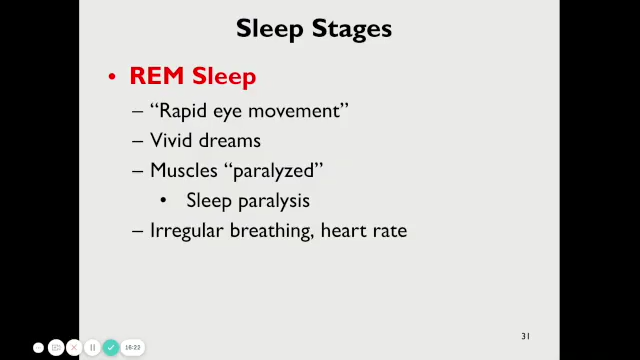 Sleep Stages
• REM Sleep
– “Rapid eye movement”
– Vivid dreams
– Muscles “paralyzed”
• Sleep paralysis
– Irregular breathing, heart rate
31
16:22